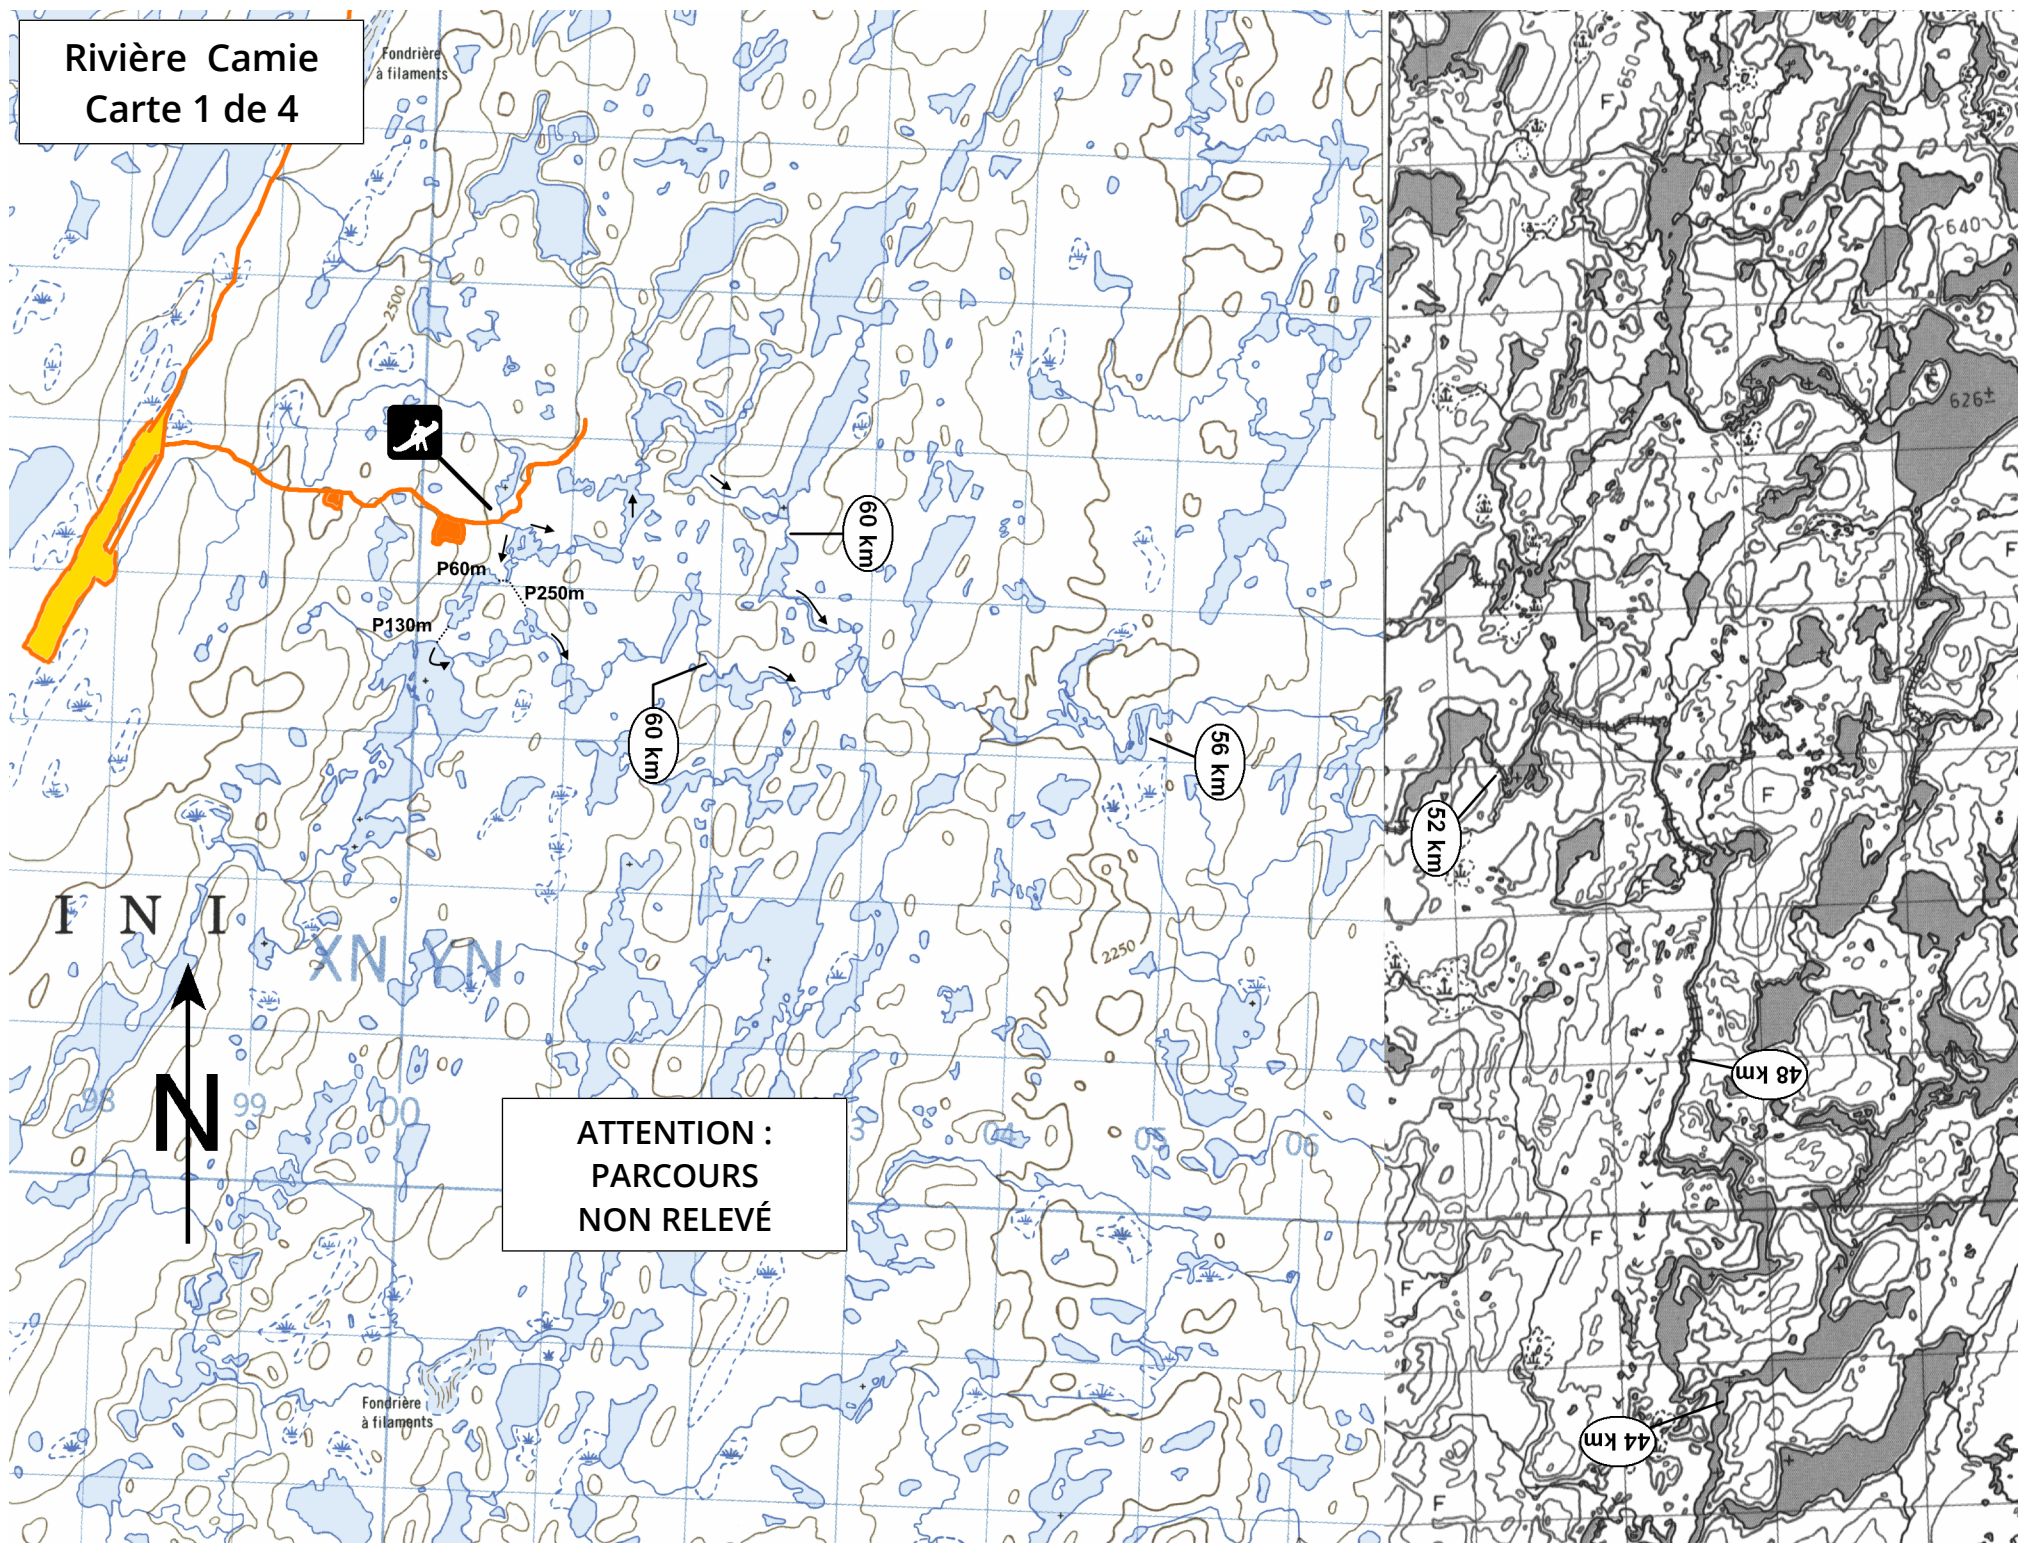 Rivière Camie
Carte 1 de 4
Fondrière
à filaments
650
F
640
2500
626±
60 km
F
P60m
P250m
P130m
60 km
56 km
52 km
F
I N I
XN YN
2250
48 km
98
99
00
3
04
05
06
N
ATTENTION :
PARCOURS
NON RELEVÉ
F
F
Fondrière
à filaments
44 km
F